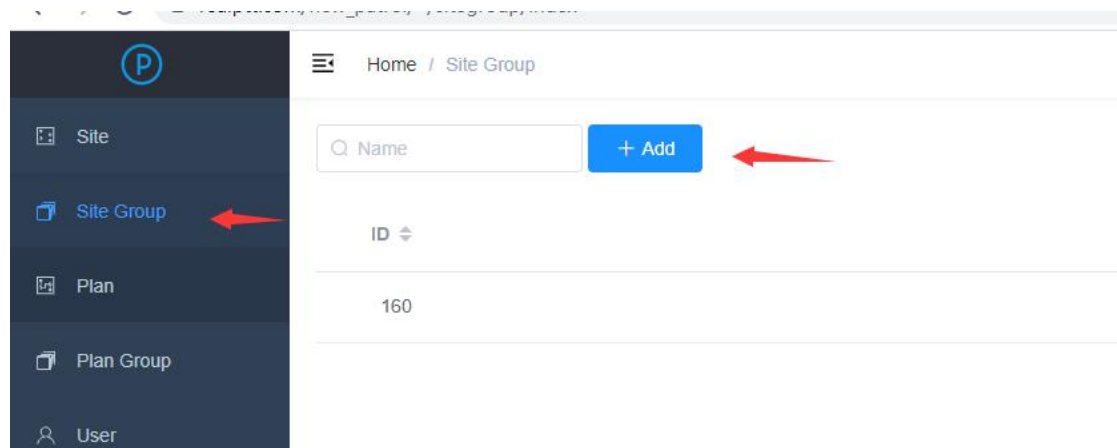 P
Home / Site Group
Site
Name
+ Add
Site Group
ID
160
Plan
Plan Group
User